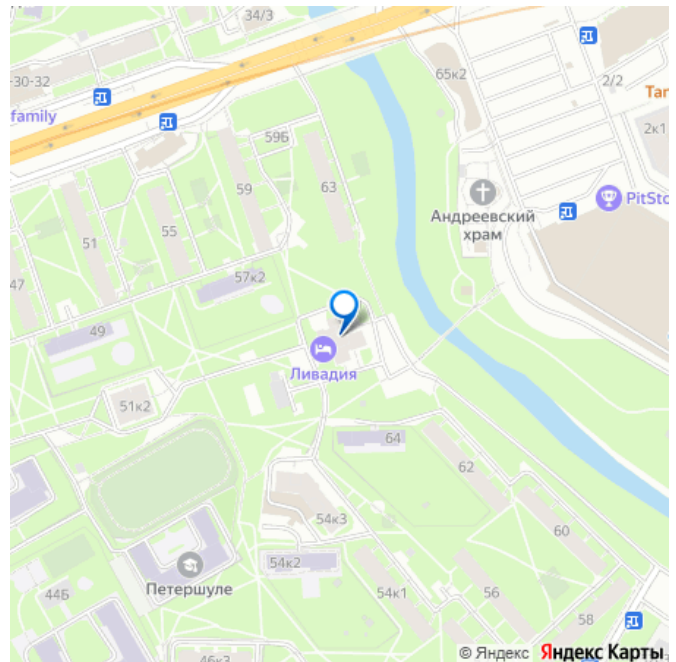 34/3
-30-32
65к2
2/2
Tar
family
2к1
59Б
59
63
PitSto
Андреевский
храм
51
55
57к2
47
49
Ливадия
51к2
64
62
54к3
60
54к2
Петершуле
44Б
54к1
56
58
46к3
© Яндекс Яндекс Карты